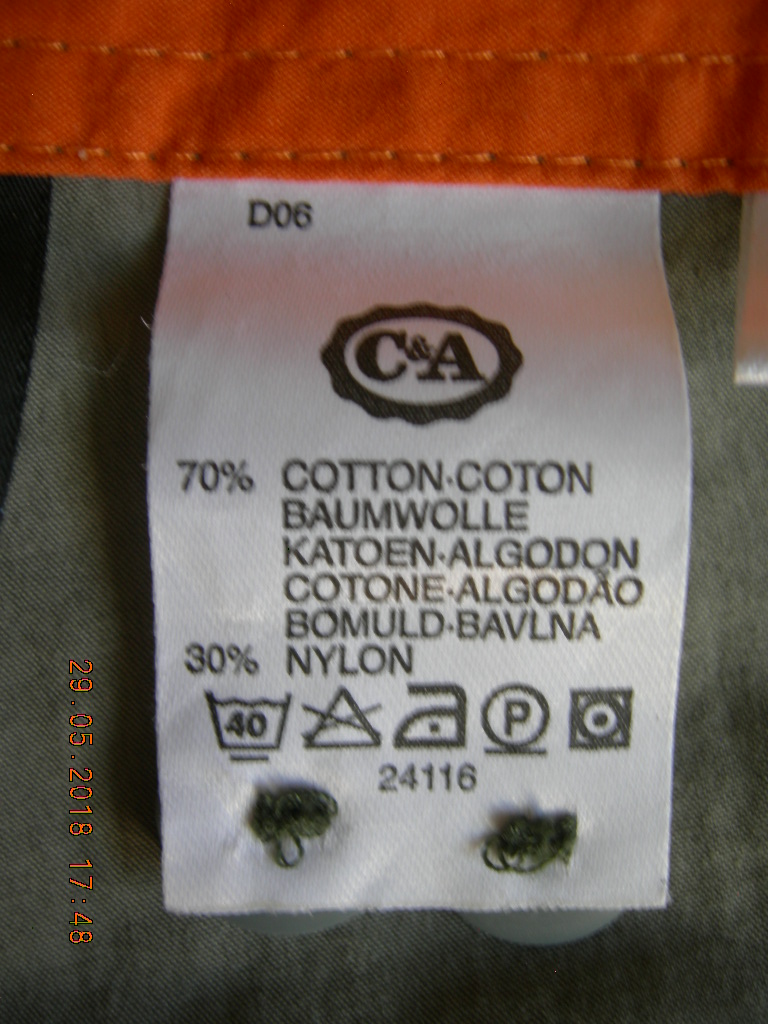 D06
C&A
70% COTTON·COTON
BAUMWOLLE
KATOEN·ALGODON
COTONE·ALGODÃO
BOMULD·BAVLNA
30% NYLON
40 P
24116
29.05.2018 17:48